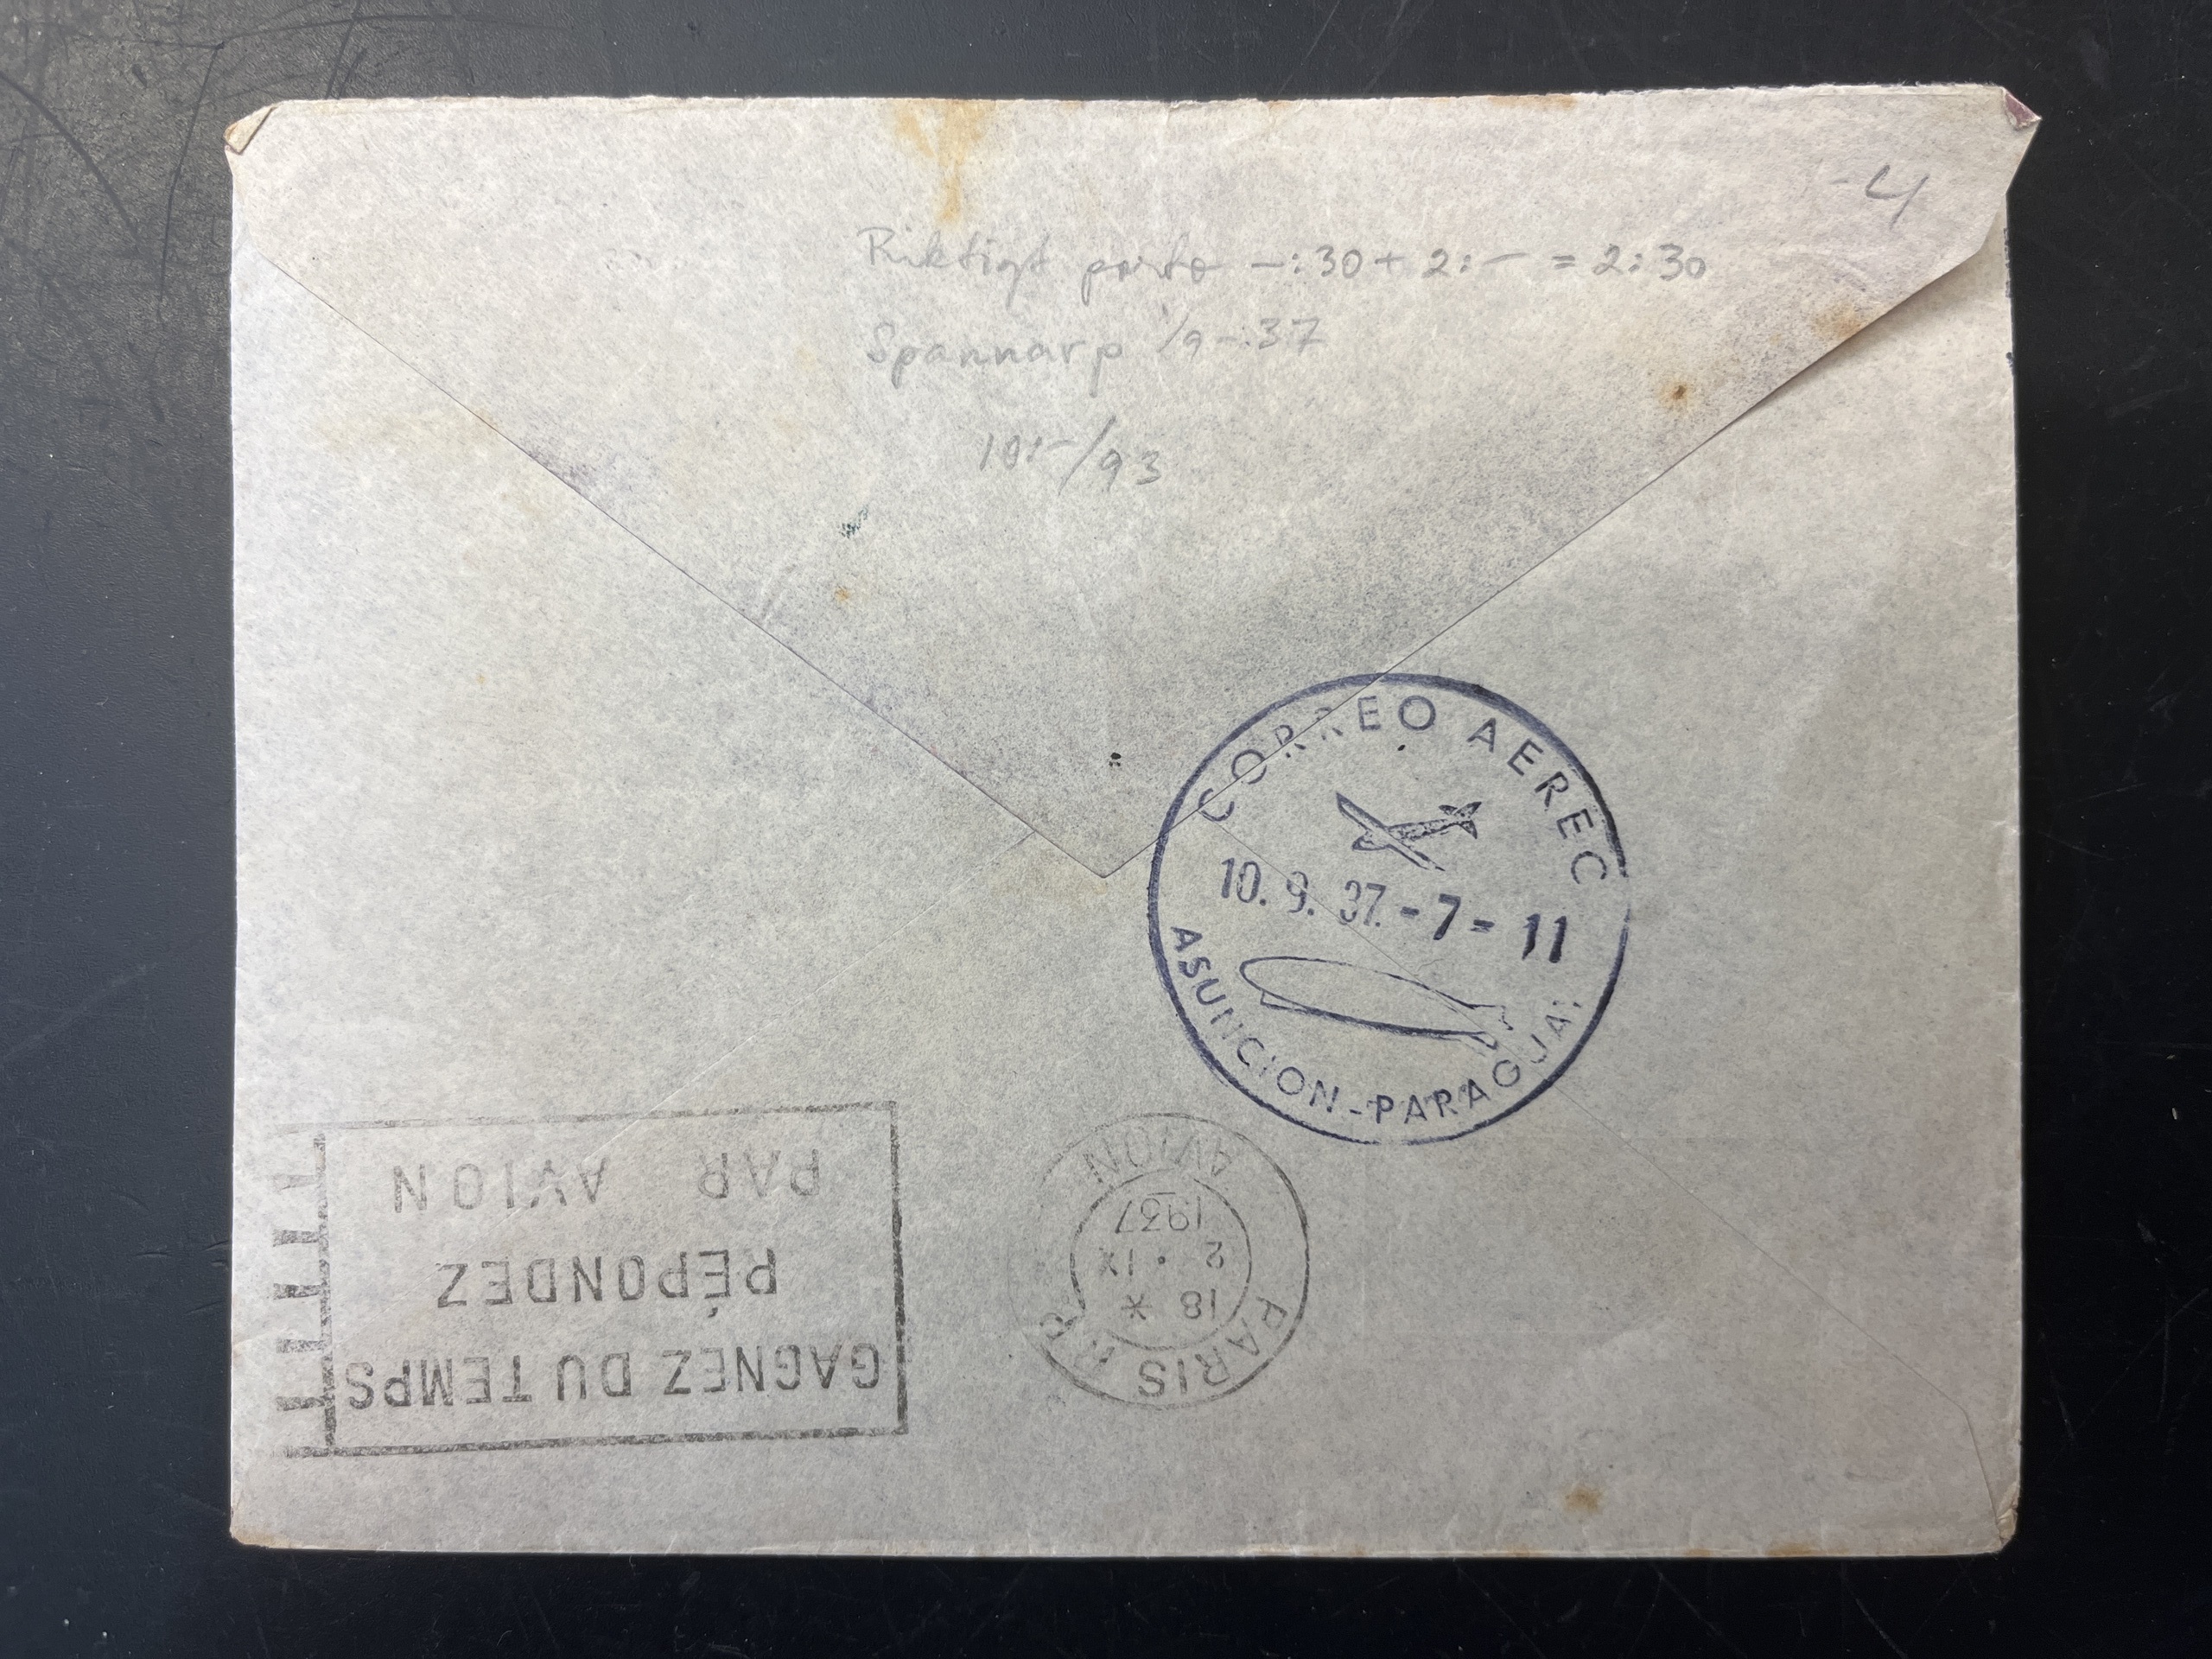 -4
Riktigt porto -:30 + 2:- = 2:30
Spannarp 1/9-:37
10:-/93
CORREO AEREO
10. 9. 37. - 7 - 11
ASUNCION - PARAGUAI
GAGNEZ DU TEMPS
RÉPONDEZ
PAR AVION
PARIS R.P.
18 *
2 • IX
1937
AVION